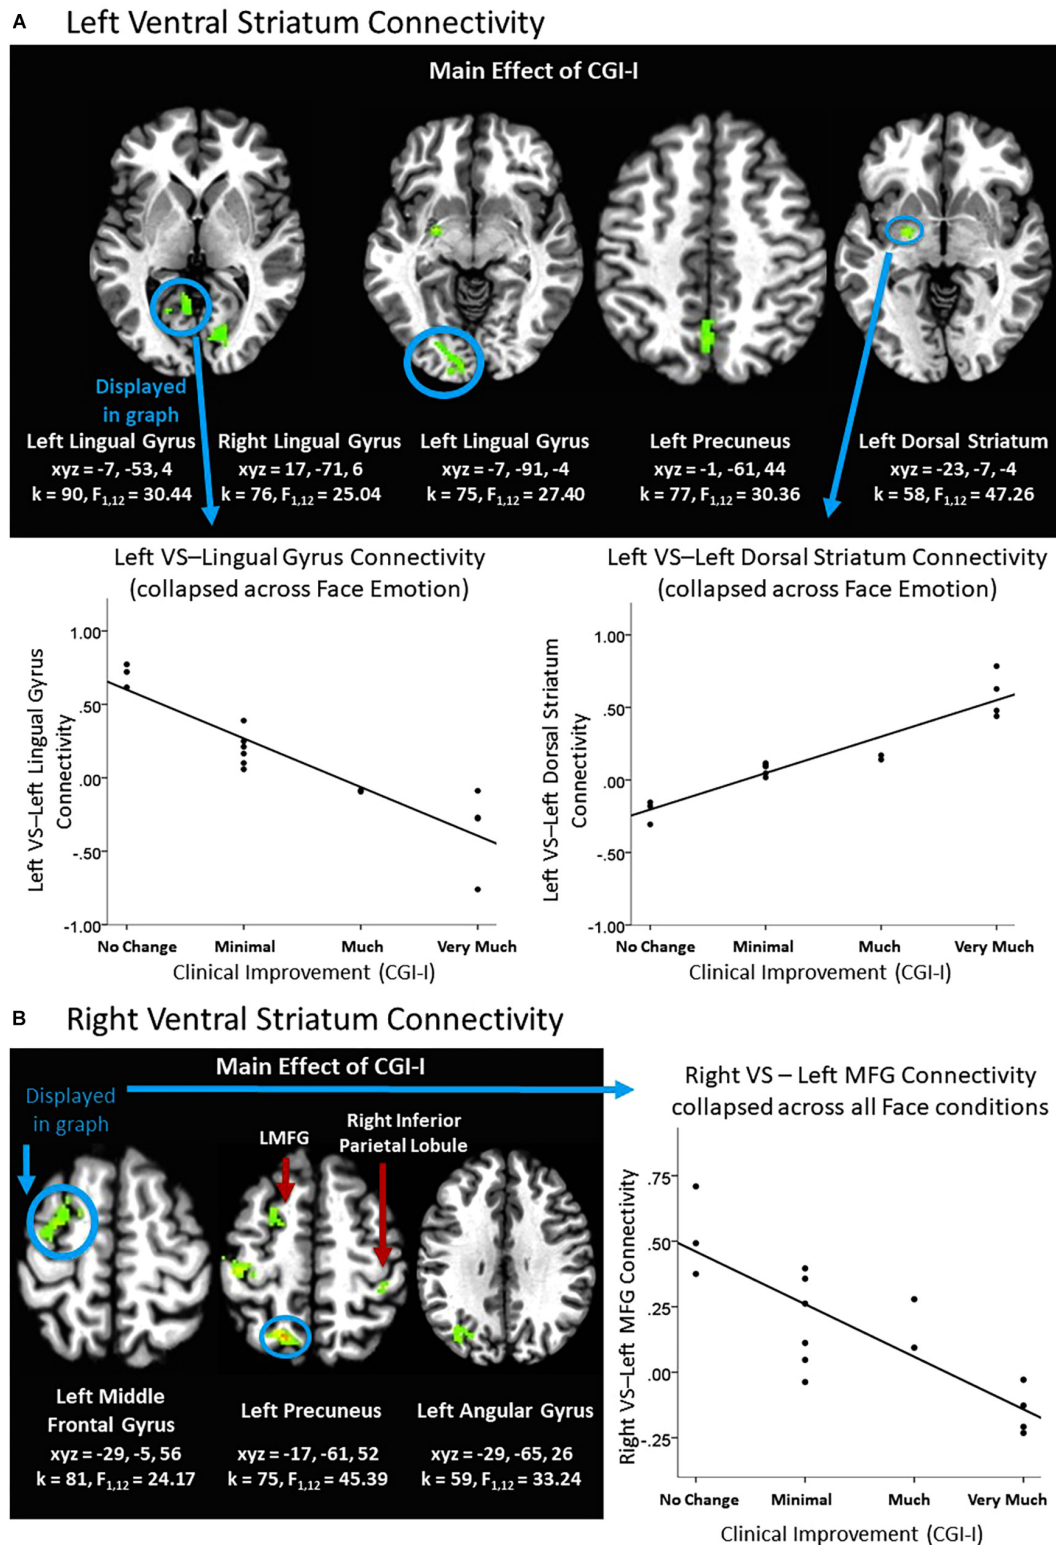 A Left Ventral Striatum Connectivity
Main Effect of CGI-I
Displayed
in graph
Left Lingual Gyrus
xyz = -7, -53, 4
k = 90, F1,12 = 30.44
Right Lingual Gyrus
xyz = 17, -71, 6
k = 76, F1,12 = 25.04
Left Lingual Gyrus
xyz = -7, -91, -4
k = 75, F1,12 = 27.40
Left Precuneus
xyz = -1, -61, 44
k = 77, F1,12 = 30.36
Left Dorsal Striatum
xyz = -23, -7, -4
k = 58, F1,12 = 47.26
Left VS–Lingual Gyrus Connectivity
(collapsed across Face Emotion)
Left VS–Left Lingual Gyrus
Connectivity
1.00
.50
.00
-.50
-1.00
No Change Minimal Much Very Much
Clinical Improvement (CGI-I)
Left VS–Left Dorsal Striatum Connectivity
(collapsed across Face Emotion)
Left VS–Left Dorsal Striatum
Connectivity
1.00
.50
.00
-.50
-1.00
No Change Minimal Much Very Much
Clinical Improvement (CGI-I)
B Right Ventral Striatum Connectivity
Main Effect of CGI-I
Displayed
in graph
LMFG
Right Inferior
Parietal Lobule
Left Middle
Frontal Gyrus
xyz = -29, -5, 56
k = 81, F1,12 = 24.17
Left Precuneus
xyz = -17, -61, 52
k = 75, F1,12 = 45.39
Left Angular Gyrus
xyz = -29, -65, 26
k = 59, F1,12 = 33.24
Right VS – Left MFG Connectivity
collapsed across all Face conditions
Right VS–Left MFG Connectivity
.75
.50
.25
.00
-.25
No Change Minimal Much Very Much
Clinical Improvement (CGI-I)